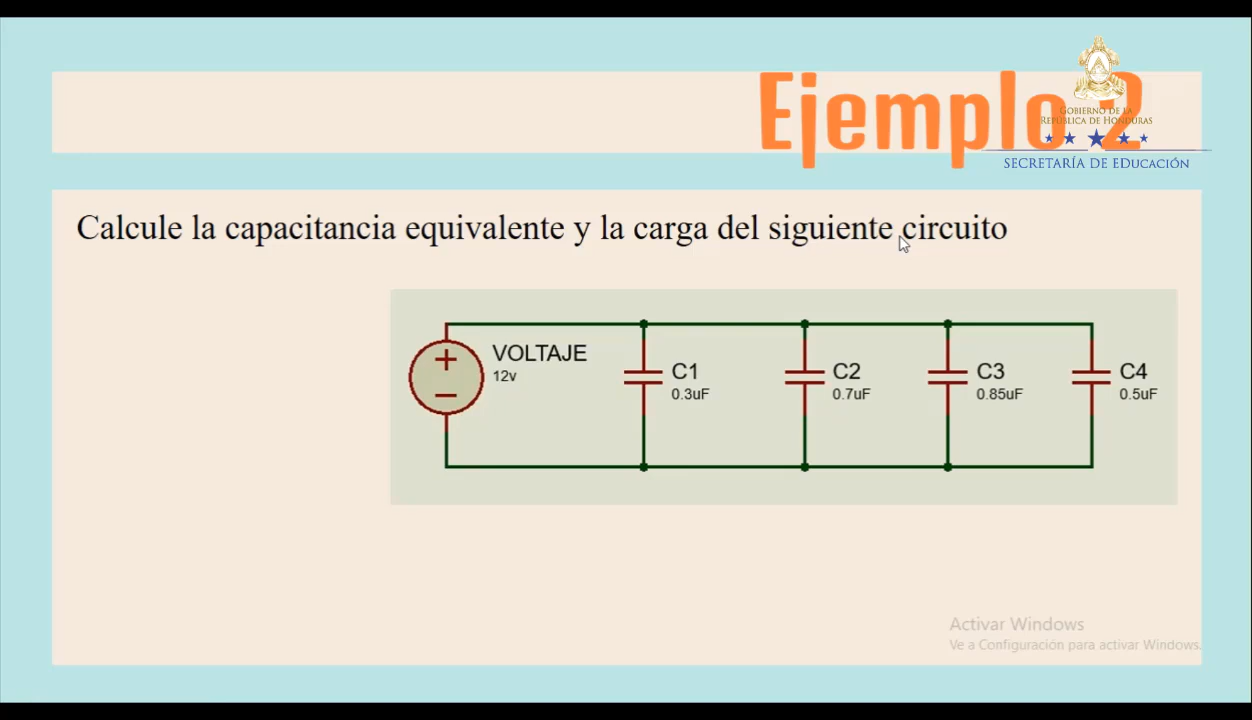 Ejemplo 2
GOBIERNO DE LA
REPÚBLICA DE HONDURAS
SECRETARÍA DE EDUCACIÓN
Calcule la capacitancia equivalente y la carga del siguiente circuito
VOLTAJE
12v
C1
0.3uF
C2
0.7uF
C3
0.85uF
C4
0.5uF
Activar Windows
Ve a Configuración para activar Windows.